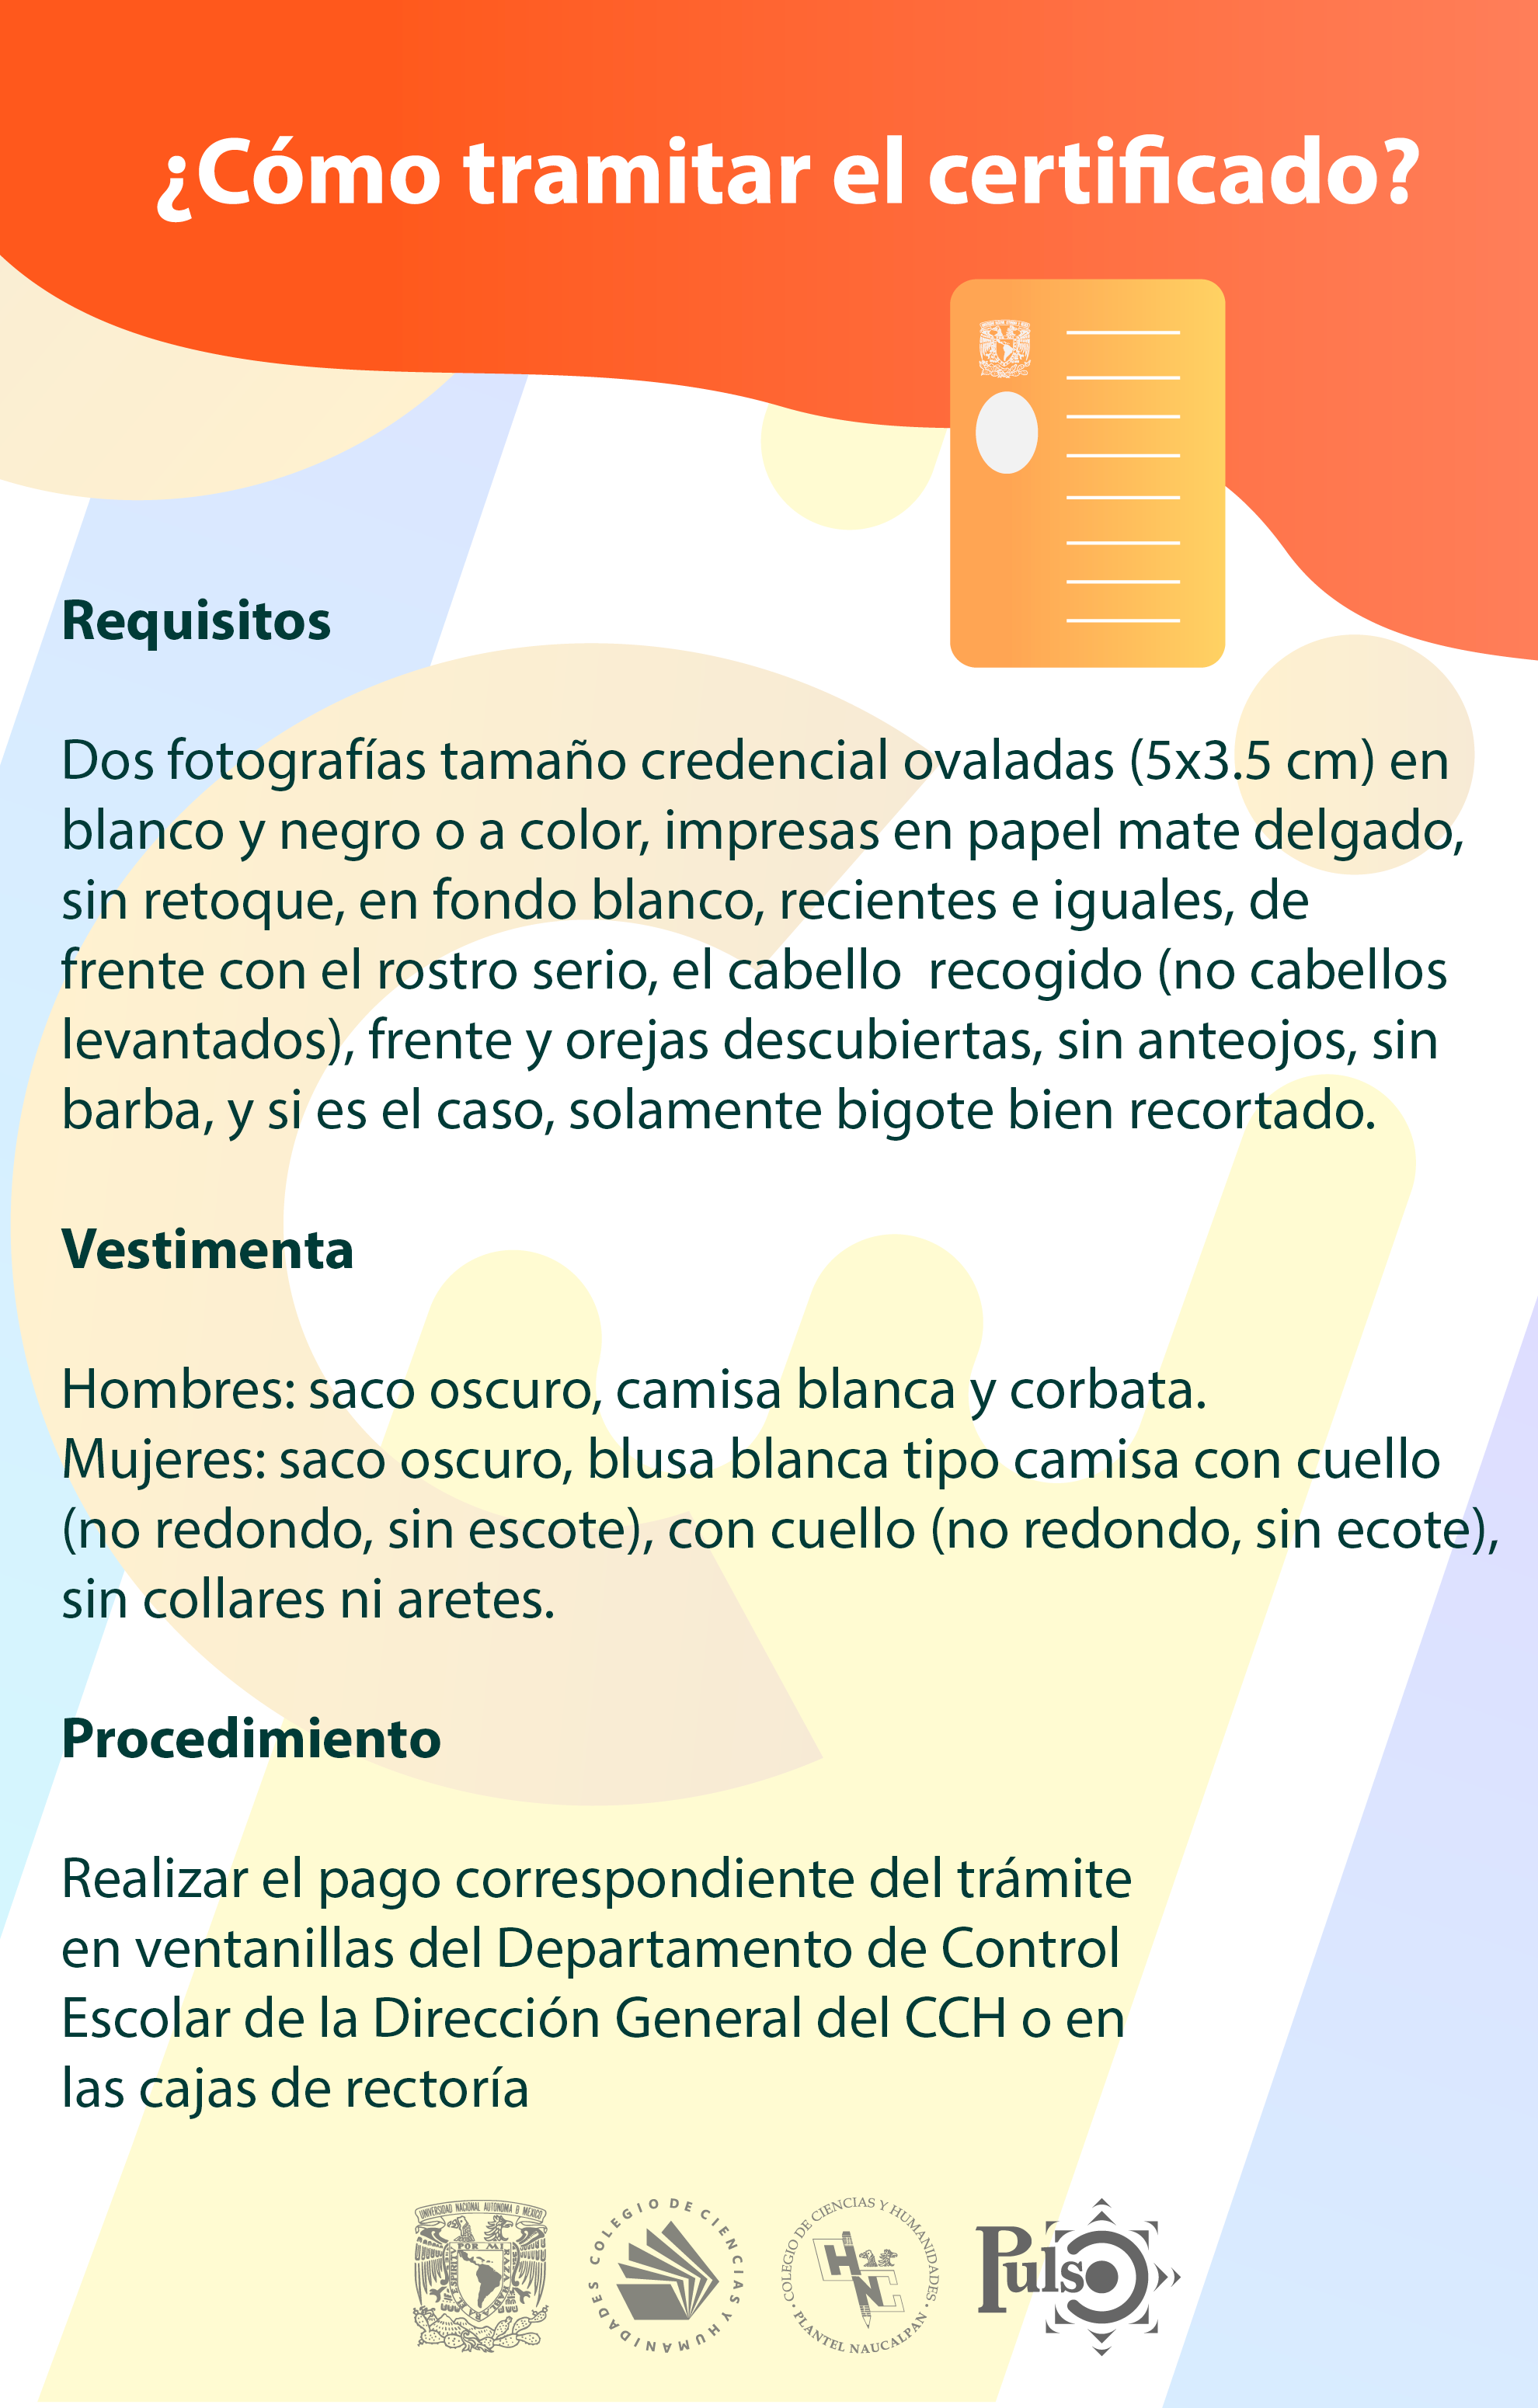 ¿Cómo tramitar el certificado?
Requisitos
Dos fotografías tamaño credencial ovaladas (5x3.5 cm) en
blanco y negro o a color, impresas en papel mate delgado,
sin retoque, en fondo blanco, recientes e iguales, de
frente con el rostro serio, el cabello  recogido (no cabellos
levantados), frente y orejas descubiertas, sin anteojos, sin
barba, y si es el caso, solamente bigote bien recortado.
Vestimenta
Hombres: saco oscuro, camisa blanca y corbata.
Mujeres: saco oscuro, blusa blanca tipo camisa con cuello
(no redondo, sin escote), con cuello (no redondo, sin ecote),
sin collares ni aretes.
Procedimiento
Realizar el pago correspondiente del trámite
en ventanillas del Departamento de Control
Escolar de la Dirección General del CCH o en
las cajas de rectoría
UNIVERSIDAD NACIONAL AUTONOMA D MEXICO
POR MI RAZA HABLARA EL ESPIRITU
COLEGIO DE CIENCIAS Y HUMANIDADES
COLEGIO DE CIENCIAS Y HUMANIDADES
• PLANTEL NAUCALPAN •
CCHN
Pulso